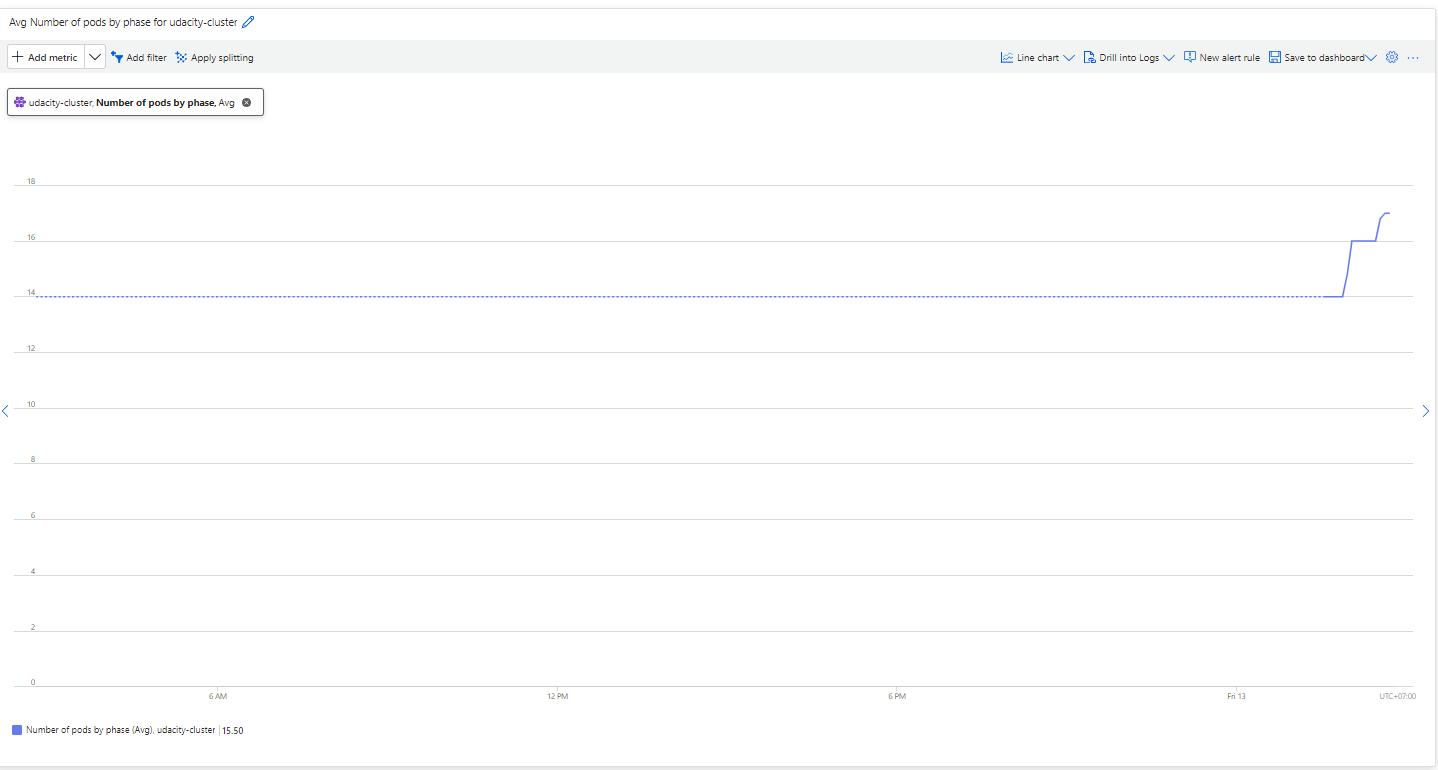 Avg Number of pods by phase for udacity-cluster
Add metric Add filter Apply splitting Line chart Drill into Logs New alert rule Save to dashboard
udacity-cluster, Number of pods by phase, Avg
18
16
14
12
10
8
6
4
2
0
6 AM 12 PM 6 PM Fri 13 UTC+07:00
Number of pods by phase (Avg), udacity-cluster | 15.50